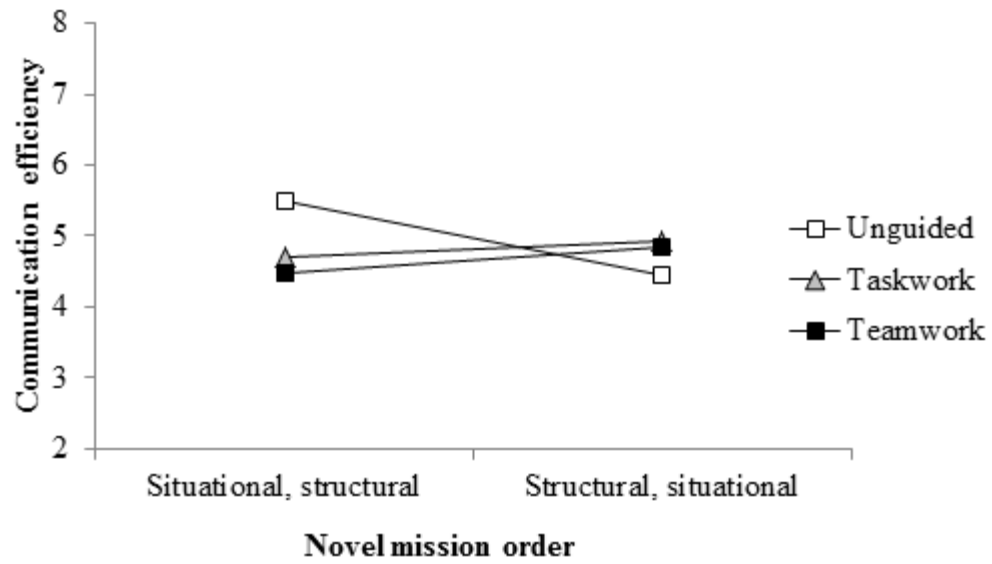 Communication efficiency
8
7
6
5
4
3
2
Situational, structural
Structural, situational
Novel mission order
Unguided
Taskwork
Teamwork